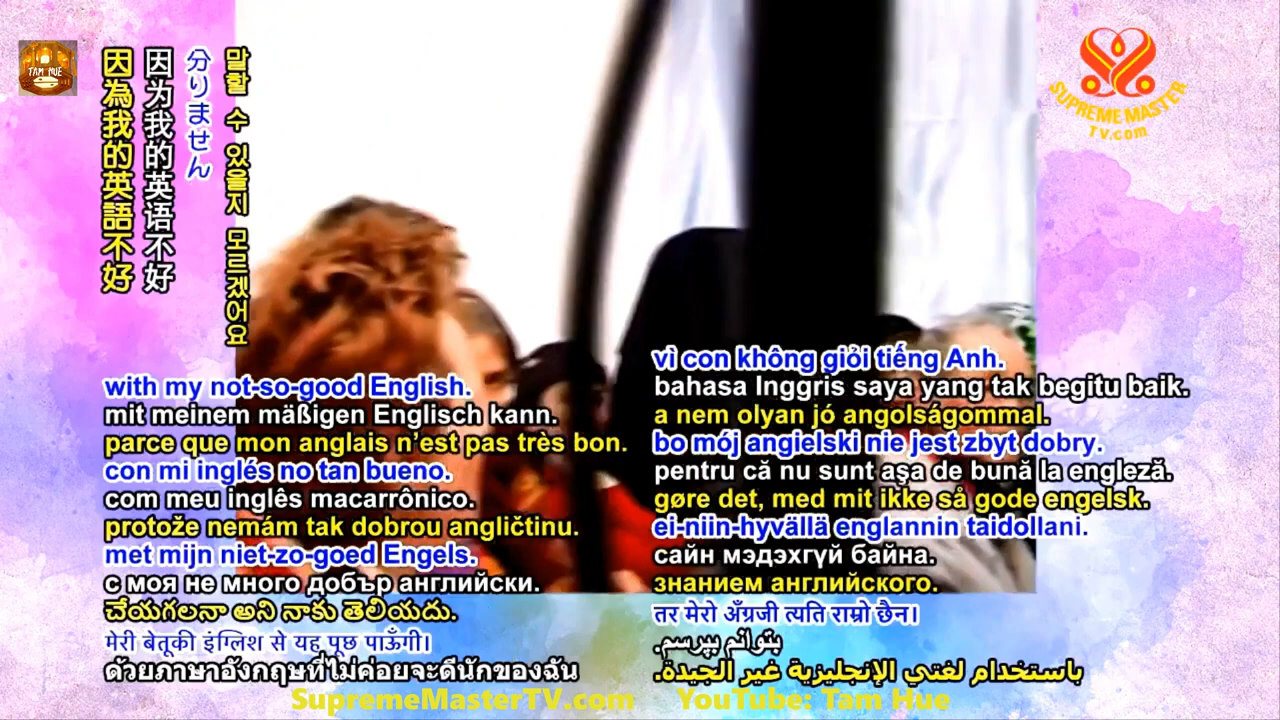 TAM HUE
因為我的英語不好
因为我的英语不好
分りません
말할 수 있을지 모르겠어요
SUPREME MASTER
TV.com
with my not-so-good English.
mit meinem mäßigen Englisch kann.
parce que mon anglais n’est pas très bon.
con mi inglés no tan bueno.
com meu inglês macarrônico.
protože nemám tak dobrou angličtinu.
met mijn niet-zo-goed Engels.
с моя не много добър английски.
చేయగలనా అని నాకు తెలియదు.
मेरी बेतूकी इंग्लिश से यह पूछ पाऊँगी।
ด้วยภาษาอังกฤษที่ไม่ค่อยจะดีนักของฉัน
vì con không giỏi tiếng Anh.
bahasa Inggris saya yang tak begitu baik.
a nem olyan jó angolságommal.
bo mój angielski nie jest zbyt dobry.
pentru că nu sunt aşa de bună la engleză.
gøre det, med mit ikke så gode engelsk.
ei-niin-hyvällä englannin taidollani.
сайн мэдэхгүй байна.
знанием английского.
तर मेरो अँग्रजी त्यति राम्रो छैन।
بتوانم بپرسم.
باستخدام لغتي الإنجليزية غير الجيدة.
SupremeMasterTV.com
YouTube: Tam Hue